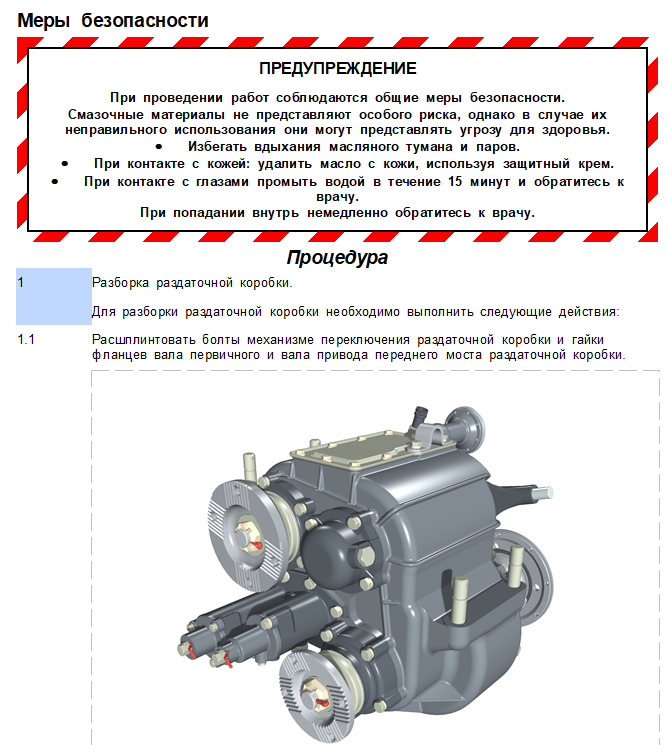 Меры безопасности
ПРЕДУПРЕЖДЕНИЕ
При проведении работ соблюдаются общие меры безопасности.
Смазочные материалы не представляют особого риска, однако в случае их
неправильного использования они могут представлять угрозу для здоровья.
• Избегать вдыхания масляного тумана и паров.
• При контакте с кожей: удалить масло с кожи, используя защитный крем.
• При контакте с глазами промыть водой в течение 15 минут и обратитесь к
врачу.
При попадании внутрь немедленно обратитесь к врачу.
Процедура
1 Разборка раздаточной коробки.
Для разборки раздаточной коробки необходимо выполнить следующие действия:
1.1 Расшплинтовать болты механизме переключения раздаточной коробки и гайки
фланцев вала первичного и вала привода переднего моста раздаточной коробки.